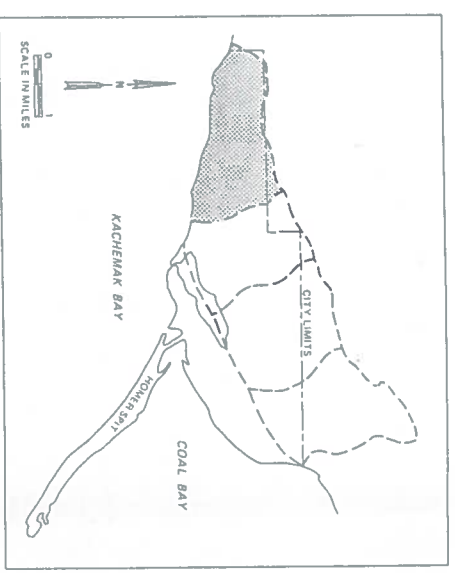 0 1
SCALE IN MILES
N
KACHEMAK BAY
CITY LIMITS
HOMER SPIT
COAL BAY